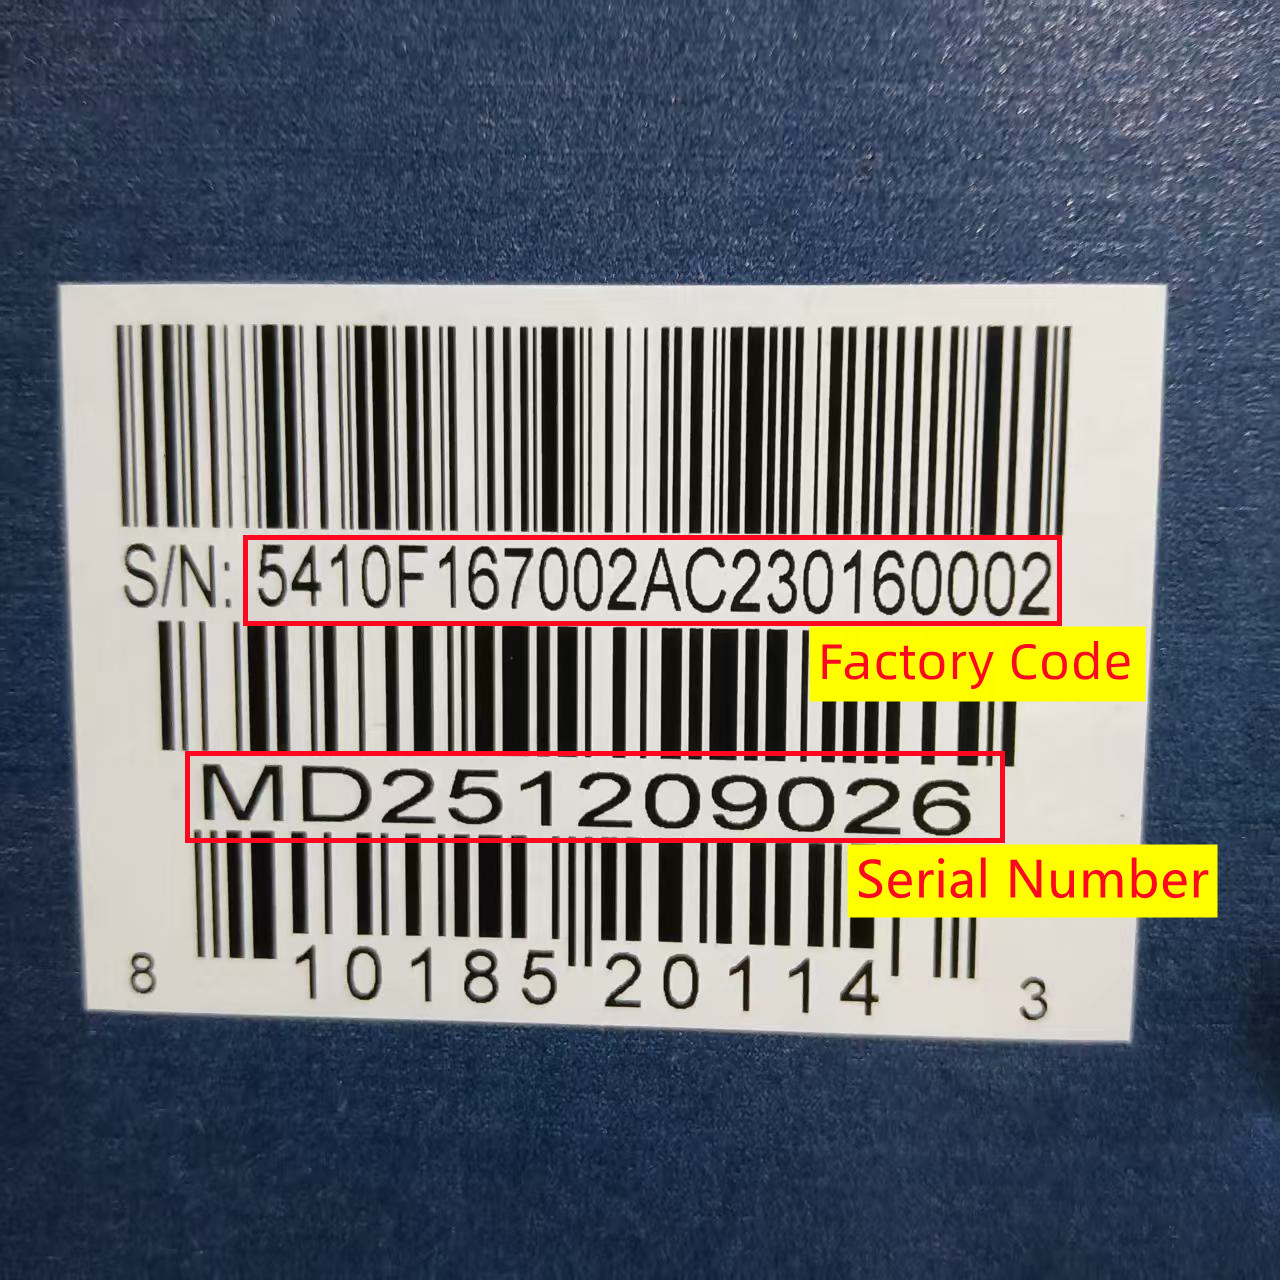 S/N: 5410F167002AC230160002
Factory Code
MD251209026
Serial Number
8 10185 20114 3